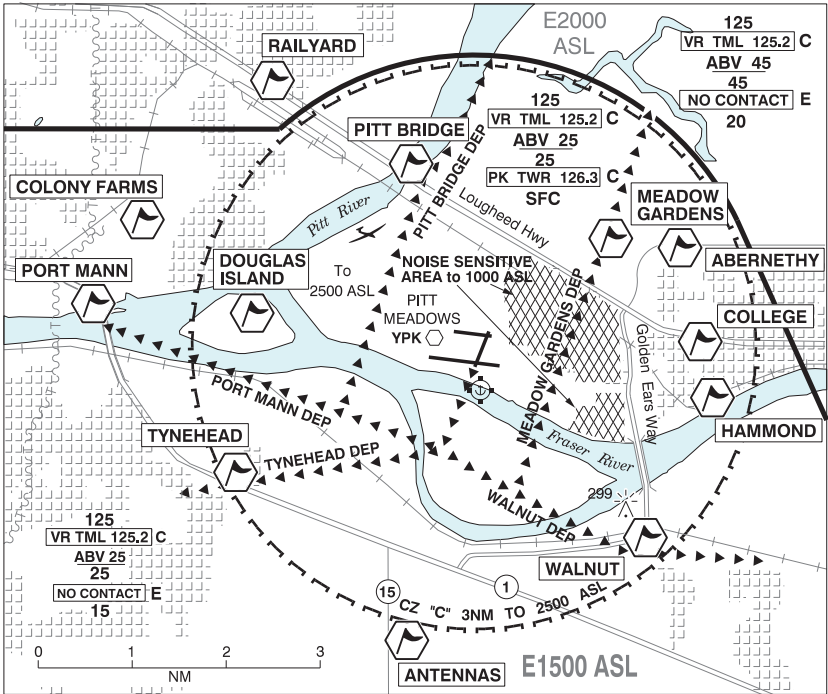 E2000
ASL
125
VR TML 125.2 C
ABV 45
45
NO CONTACT E
20
RAILYARD
125
VR TML 125.2 C
ABV 25
25
PK TWR 126.3 C
SFC
PITT BRIDGE
PITT BRIDGE DEP
COLONY FARMS
MEADOW
GARDENS
Lougheed Hwy
Pitt River
PORT MANN
DOUGLAS
ISLAND
To
2500 ASL
NOISE SENSITIVE
AREA to 1000 ASL
ABERNETHY
PITT
MEADOWS
YPK
COLLEGE
MEADOW GARDENS DEP
Golden Ears Way
PORT MANN DEP
HAMMOND
TYNEHEAD
TYNEHEAD DEP
Fraser River
299
WALNUT DEP
125
VR TML 125.2 C
ABV 25
25
NO CONTACT E
15
WALNUT
15
1
CZ "C" 3NM TO 2500 ASL
ANTENNAS
E1500 ASL
0 1 2 3
NM